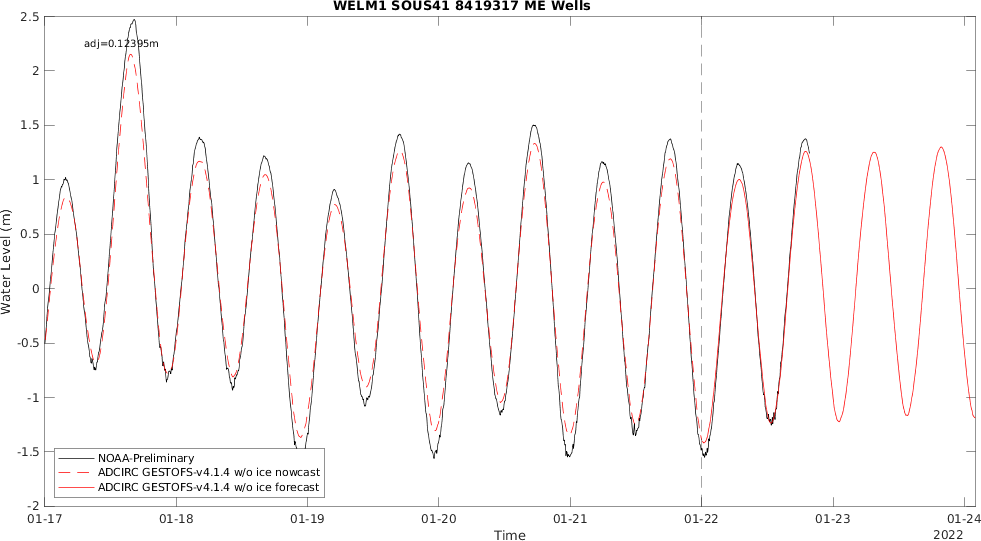 WELM1 SOUS41 8419317 ME Wells
adj=0.12395m
2.5
2
1.5
1
0.5
0
-0.5
-1
-1.5
-2
Water Level (m)
NOAA-Preliminary
ADCIRC GESTOFS-v4.1.4 w/o ice nowcast
ADCIRC GESTOFS-v4.1.4 w/o ice forecast
01-17 01-18 01-19 01-20 01-21 01-22 01-23 01-24
Time
2022